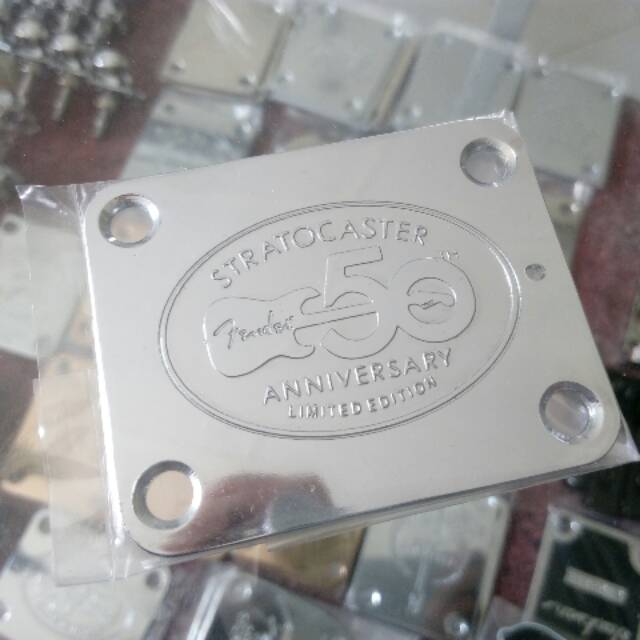 STRATOCASTER
50
Fender
ANNIVERSARY
LIMITED EDITION